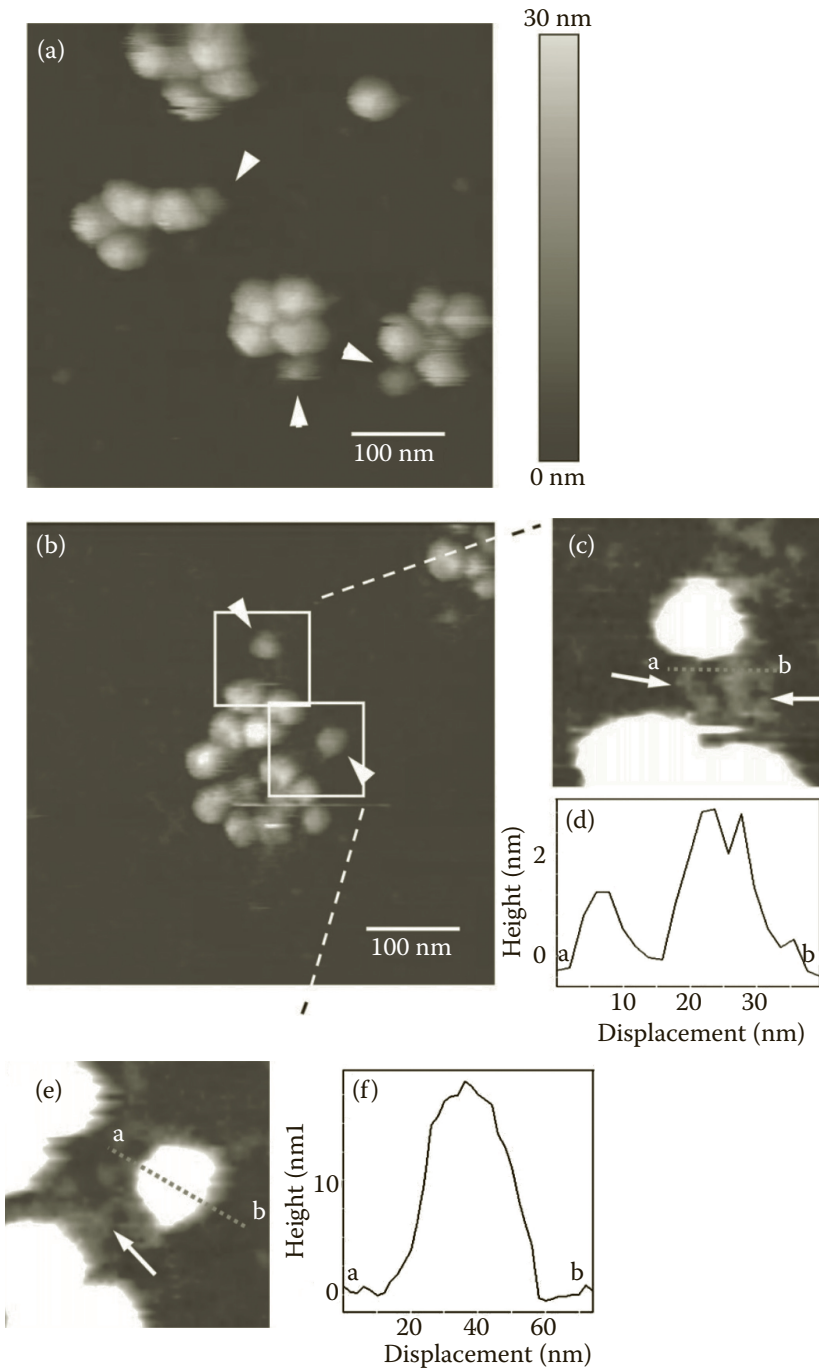 (a)
30 nm
100 nm
0 nm
(b)
100 nm
(c)
a
b
(d)
2
0
a
b
Height (nm)
10 20 30
Displacement (nm)
(e)
a
b
(f)
10
0
a
b
Height (nm1
20 40 60
Displacement (nm)